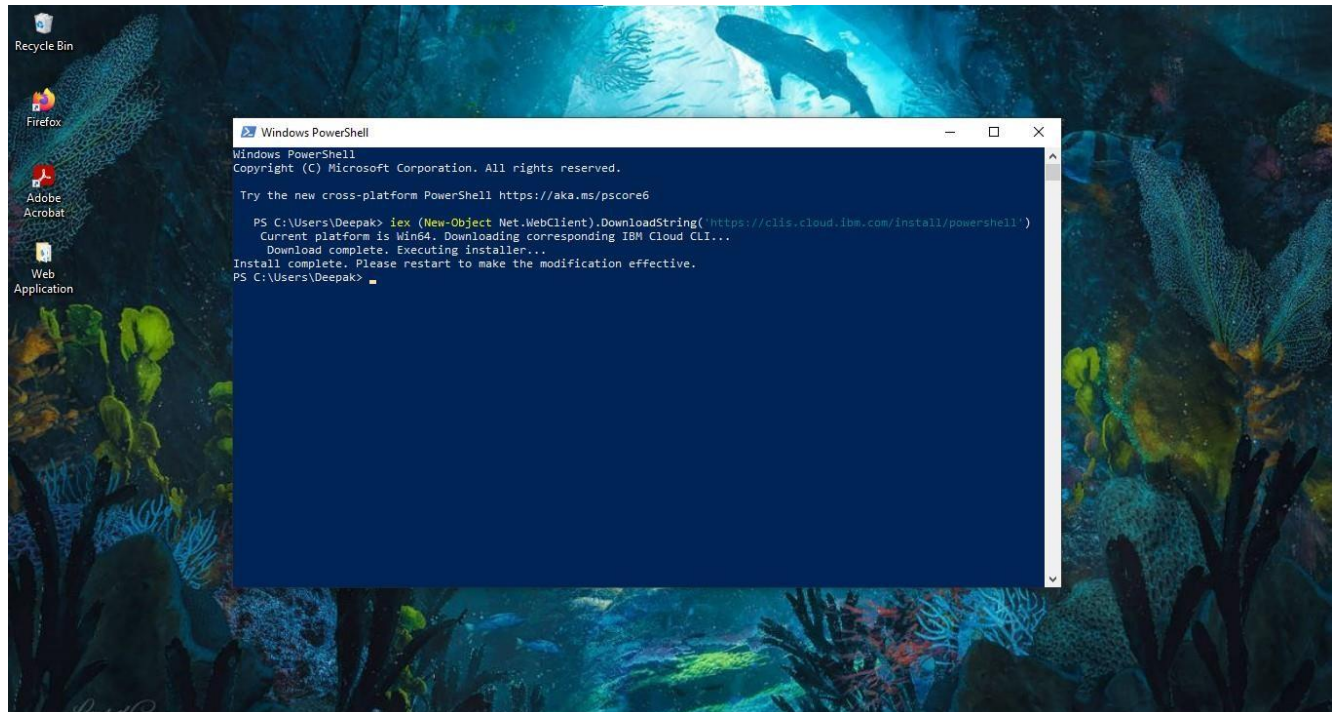 Recycle Bin
Firefox
Adobe
Acrobat
Web
Application
Windows PowerShell
Windows PowerShell
Copyright (C) Microsoft Corporation. All rights reserved.
Try the new cross-platform PowerShell https://aka.ms/pscore6
PS C:\Users\Deepak> iex (New-Object Net.WebClient).DownloadString('https://clis.cloud.ibm.com/install/powershell')
Current platform is Win64. Downloading corresponding IBM Cloud CLI...
Download complete. Executing installer...
Install complete. Please restart to make the modification effective.
PS C:\Users\Deepak>